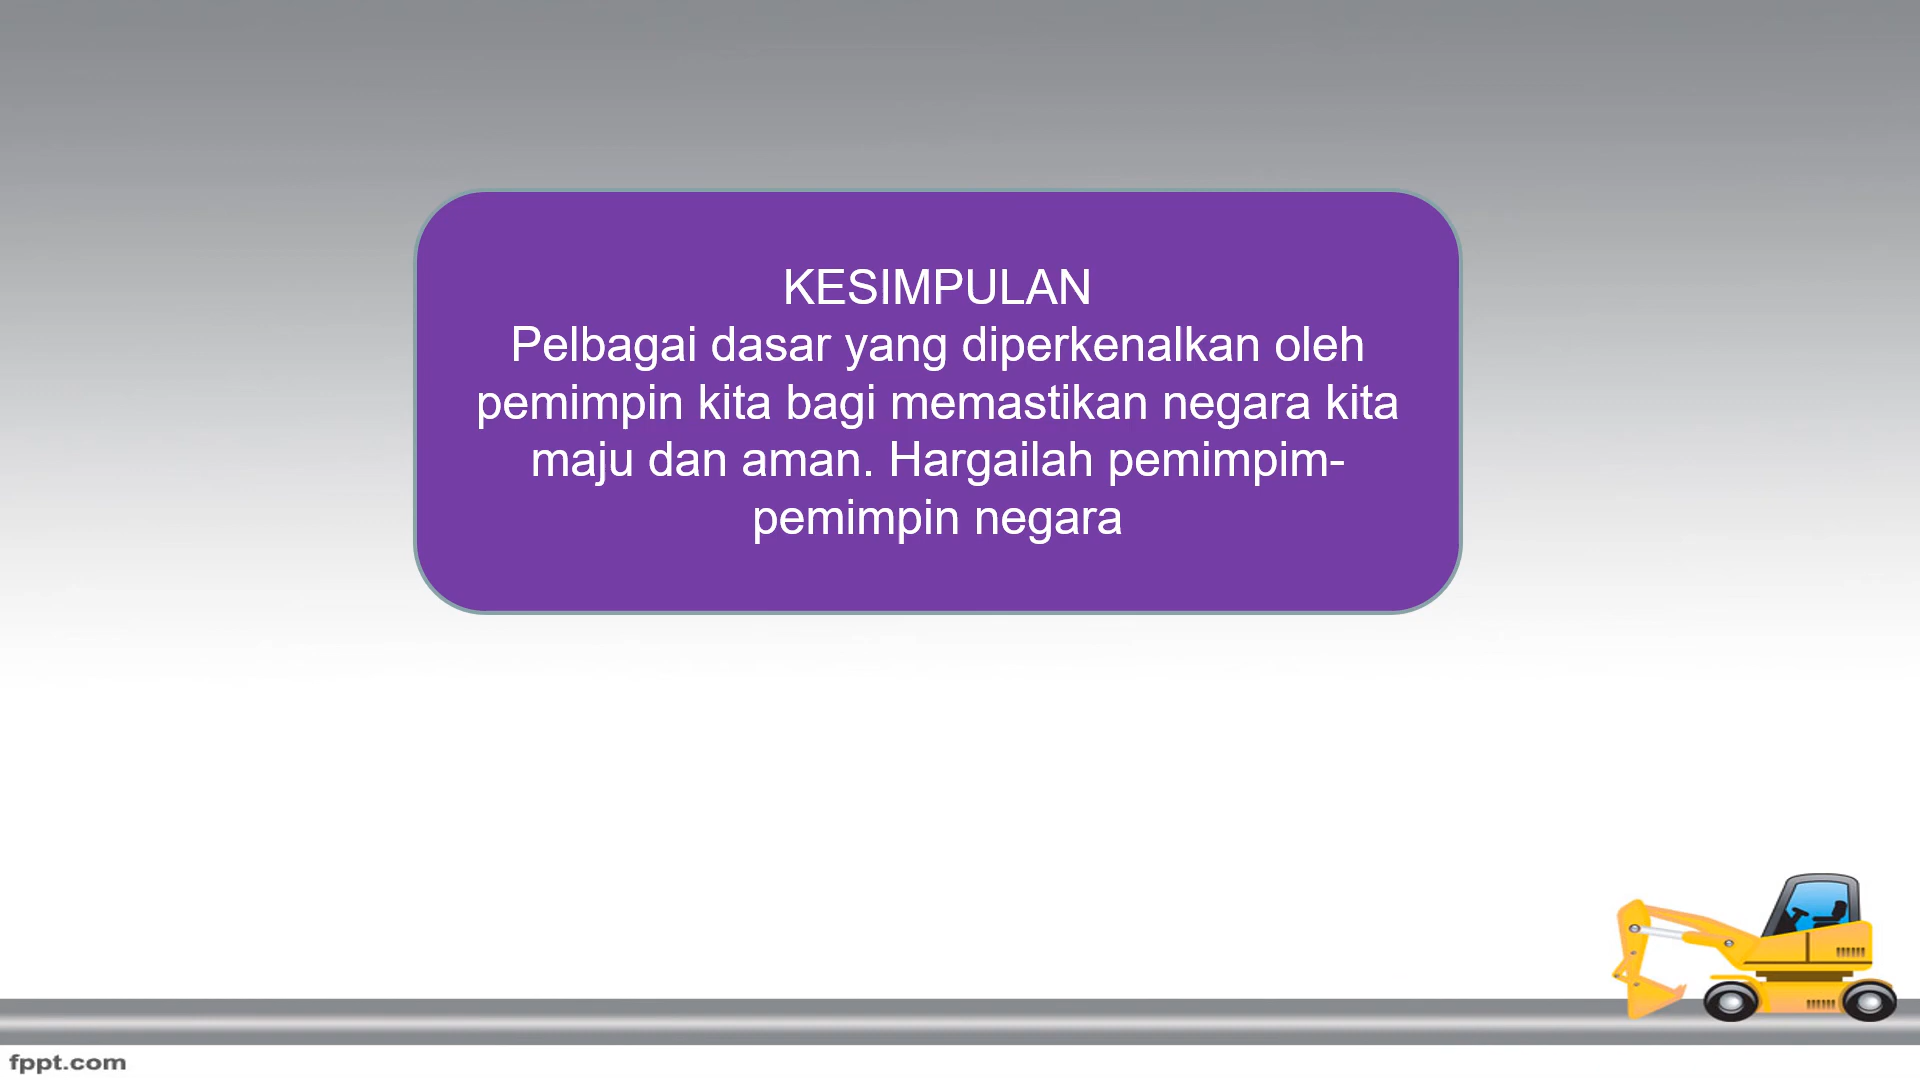 KESIMPULAN
Pelbagai dasar yang diperkenalkan oleh
pemimpin kita bagi memastikan negara kita
maju dan aman. Hargailah pemimpim-
pemimpin negara
fppt.com